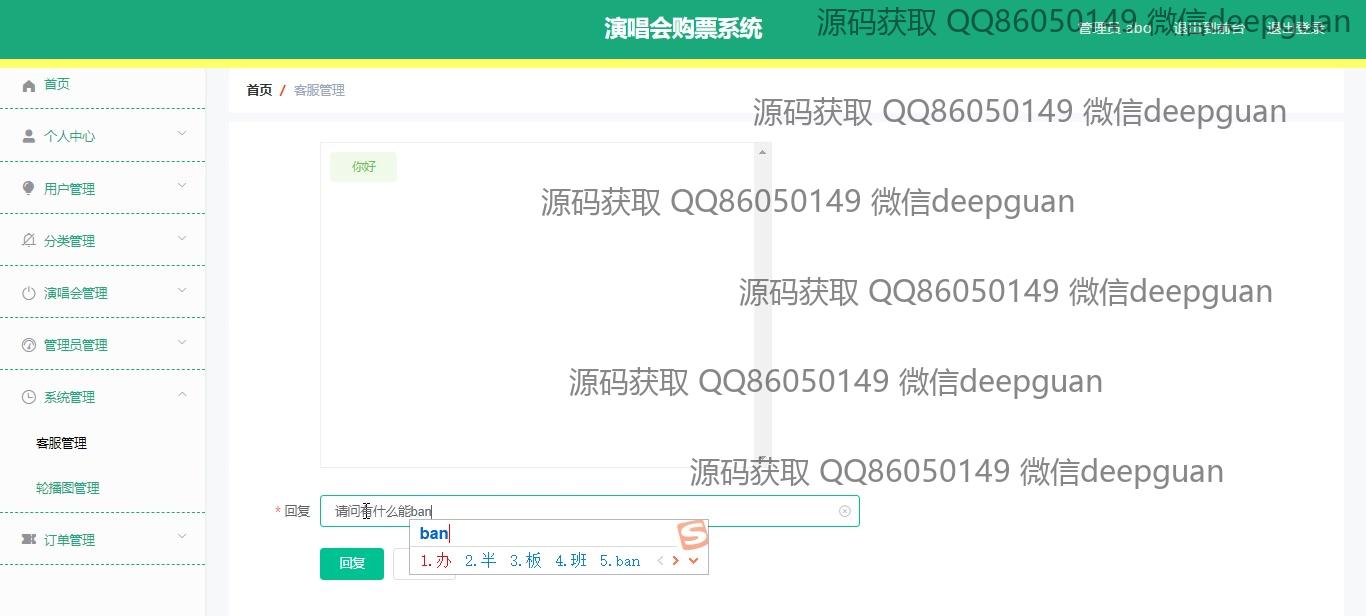 演唱会购票系统
源码获取 QQ86050149 微信deepguan
管理员 abo 退出到前台 退出登录
首页
个人中心
用户管理
分类管理
演唱会管理
管理员管理
系统管理
客服管理
轮播图管理
订单管理
首页 / 客服管理
源码获取 QQ86050149 微信deepguan
你好
源码获取 QQ86050149 微信deepguan
源码获取 QQ86050149 微信deepguan
源码获取 QQ86050149 微信deepguan
源码获取 QQ86050149 微信deepguan
* 回复 请问有什么能ban
ban
1.办 2.半 3.板 4.班 5.ban
回复